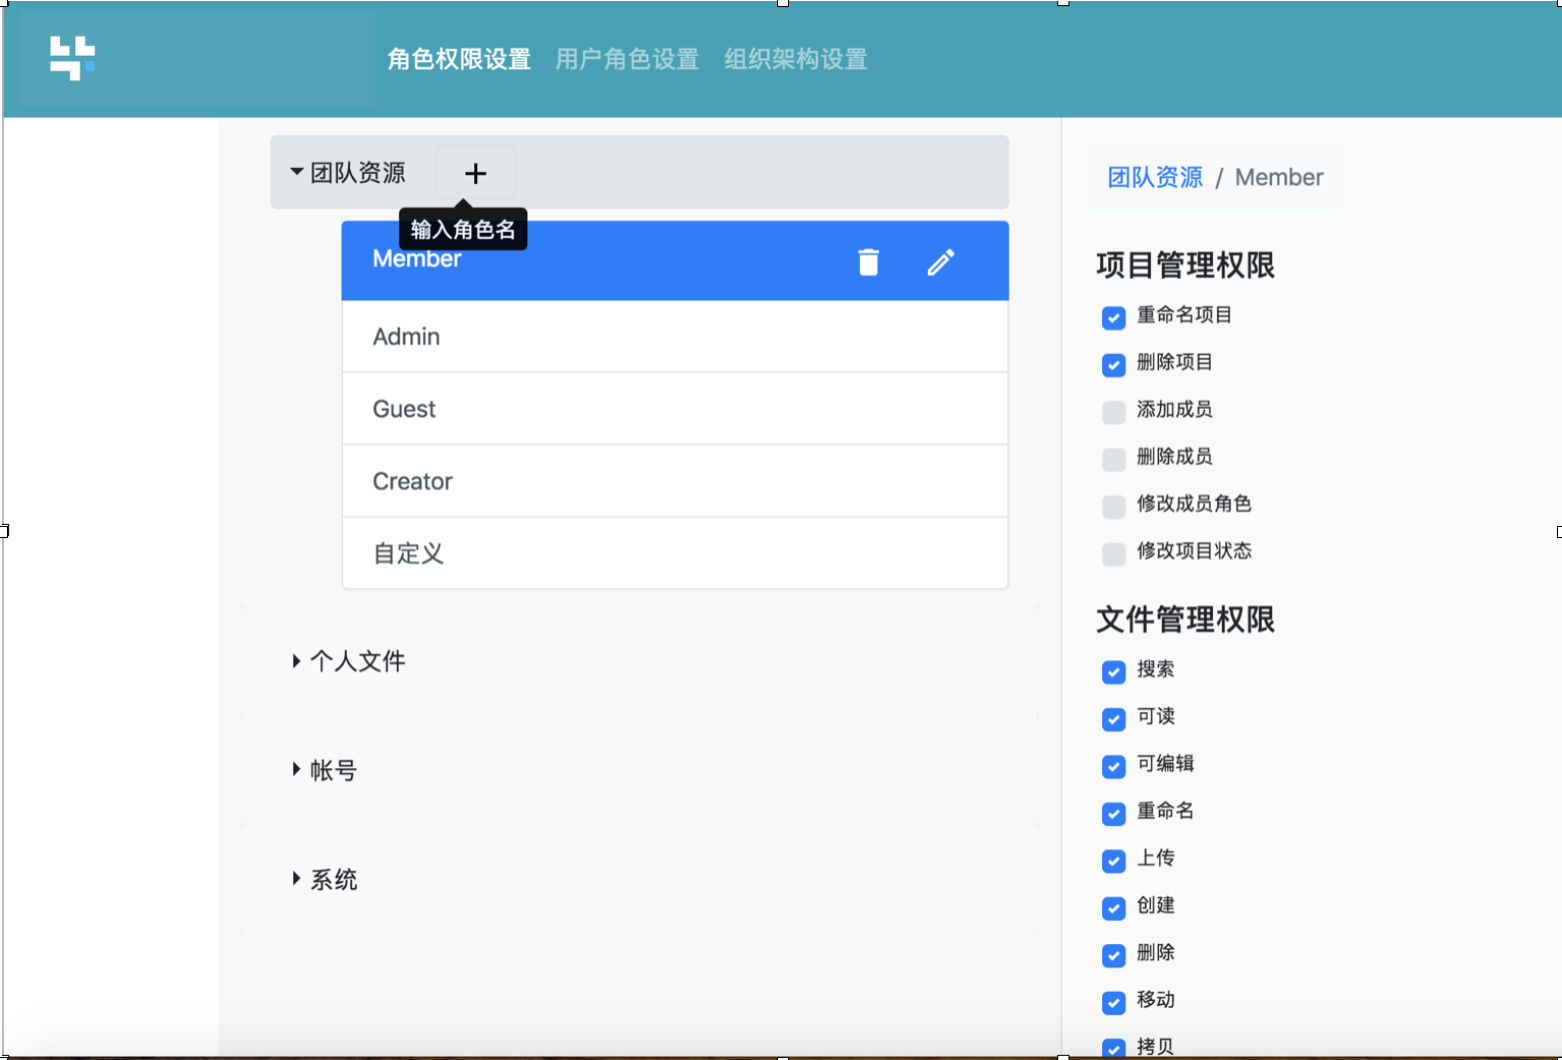 角色权限设置 用户角色设置 组织架构设置
团队资源
输入角色名
Member
Admin
Guest
Creator
自定义
个人文件
帐号
系统
团队资源 / Member
项目管理权限
重命名项目
删除项目
添加成员
删除成员
修改成员角色
修改项目状态
文件管理权限
搜索
可读
可编辑
重命名
上传
创建
删除
移动
拷贝